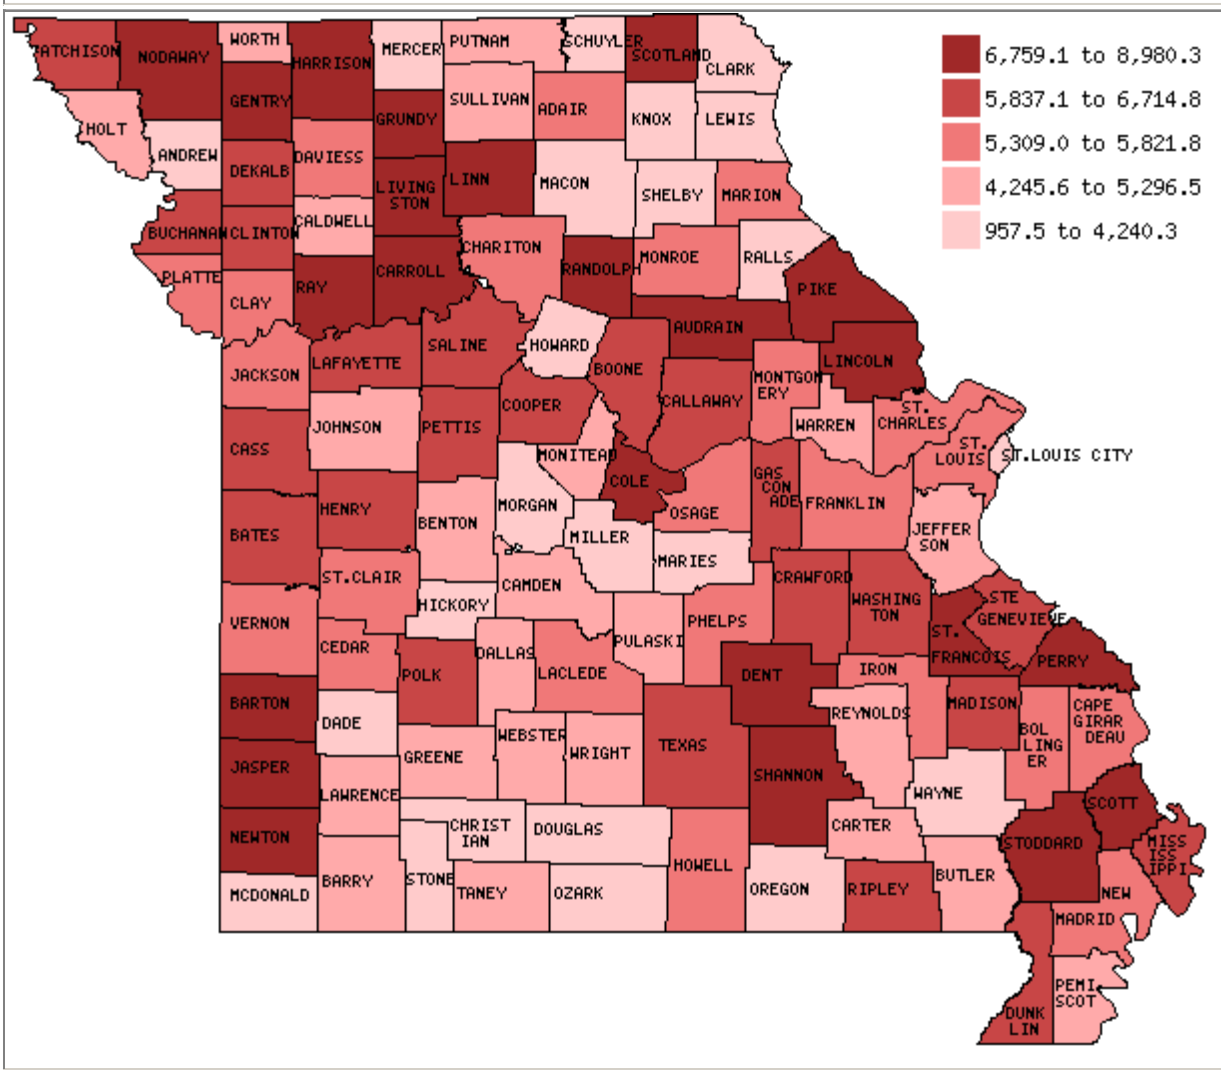 6,759.1 to 8,980.3
5,837.1 to 6,714.8
5,309.0 to 5,821.8
4,245.6 to 5,296.5
957.5 to 4,240.3
ATCHISON
NODAWAY
WORTH
HARRISON
MERCER
PUTNAM
SCHUYLER
SCOTLAND
CLARK
HOLT
ANDREW
GENTRY
GRUNDY
SULLIVAN
ADAIR
KNOX
LEWIS
DEKALB
DAVIESS
LIVING
STON
LINN
MACON
SHELBY
MARION
BUCHANAN
CLINTON
CALDWELL
CHARITON
RANDOLPH
MONROE
RALLS
PLATTE
CLAY
RAY
CARROLL
PIKE
AUDRAIN
JACKSON
LAFAYETTE
SALINE
HOWARD
BOONE
CALLAWAY
MONTGOM
ERY
LINCOLN
CASS
JOHNSON
PETTIS
COOPER
MONITEAU
COLE
WARREN
ST.
CHARLES
ST.
LOUIS
ST.LOUIS CITY
BATES
HENRY
BENTON
MORGAN
MILLER
OSAGE
GAS
CON
ADE
FRANKLIN
JEFFER
SON
MARIES
VERNON
ST.CLAIR
HICKORY
CAMDEN
PULASKI
PHELPS
CRAWFORD
WASHING
TON
ST.
FRANCOIS
STE
GENEVIEVE
PERRY
BARTON
CEDAR
POLK
DALLAS
LACLEDE
DENT
IRON
REYNOLDS
MADISON
BOL
LING
ER
CAPE
GIRAR
DEAU
DADE
GREENE
WEBSTER
WRIGHT
TEXAS
SHANNON
WAYNE
SCOTT
JASPER
LAWRENCE
CHRIST
IAN
DOUGLAS
HOWELL
CARTER
STODDARD
MISS
ISS
IPPI
NEWTON
MCDONALD
BARRY
STONE
TANEY
OZARK
OREGON
RIPLEY
BUTLER
NEW
MADRID
DUNK
LIN
PEMI
SCOT